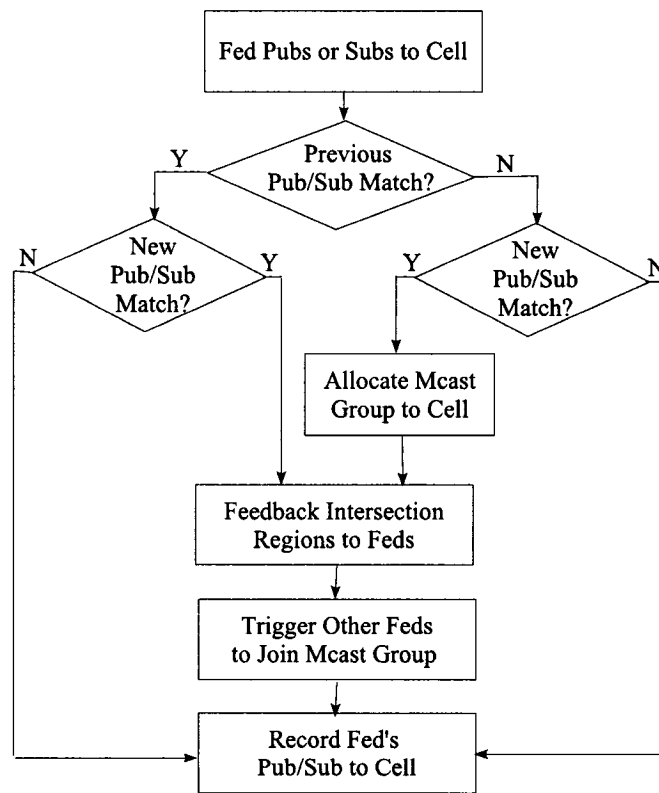 Fed Pubs or Subs to Cell
Previous
Pub/Sub Match?
Y
N
New
Pub/Sub
Match?
N
Y
New
Pub/Sub
Match?
Y
N
Allocate Mcast
Group to Cell
Feedback Intersection
Regions to Feds
Trigger Other Feds
to Join Mcast Group
Record Fed's
Pub/Sub to Cell